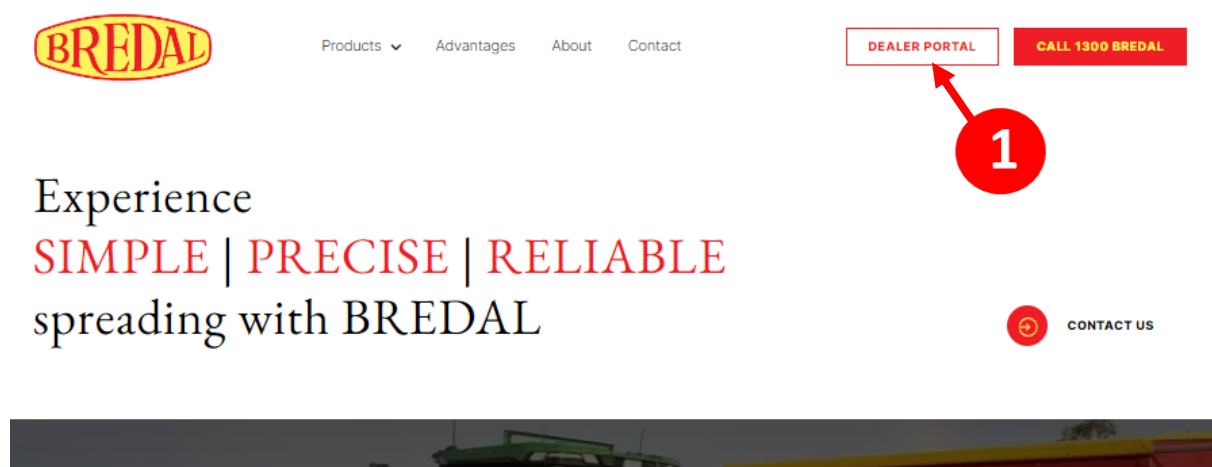 BREDAL
Products
Advantages
About
Contact
DEALER PORTAL
CALL 1300 BREDAL
1
Experience
SIMPLE | PRECISE | RELIABLE
spreading with BREDAL
CONTACT US